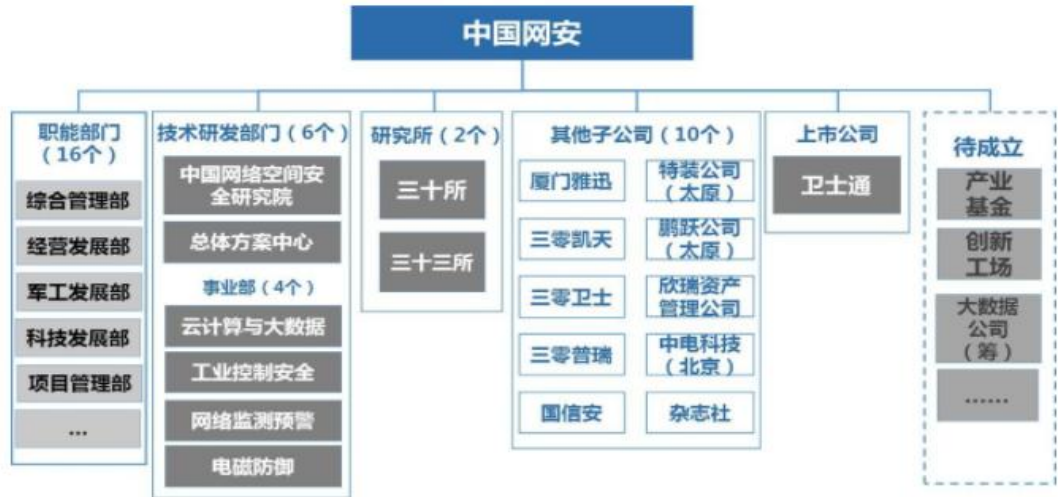 中国网安
职能部门
（16个）
综合管理部
经营发展部
军工发展部
科技发展部
项目管理部
...
技术研发部门（6个）
中国网络空间安
全研究院
总体方案中心
事业部（4个）
云计算与大数据
工业控制安全
网络监测预警
电磁防御
研究所（2个）
三十所
三十三所
其他子公司（10个）
厦门雅迅
三零凯天
三零卫士
三零普瑞
国信安
特装公司
（太原）
鹏跃公司
（太原）
欣瑞资产
管理公司
中电科技
（北京）
杂志社
上市公司
卫士通
待成立
产业
基金
创新
工场
大数据
公司
（筹）
......